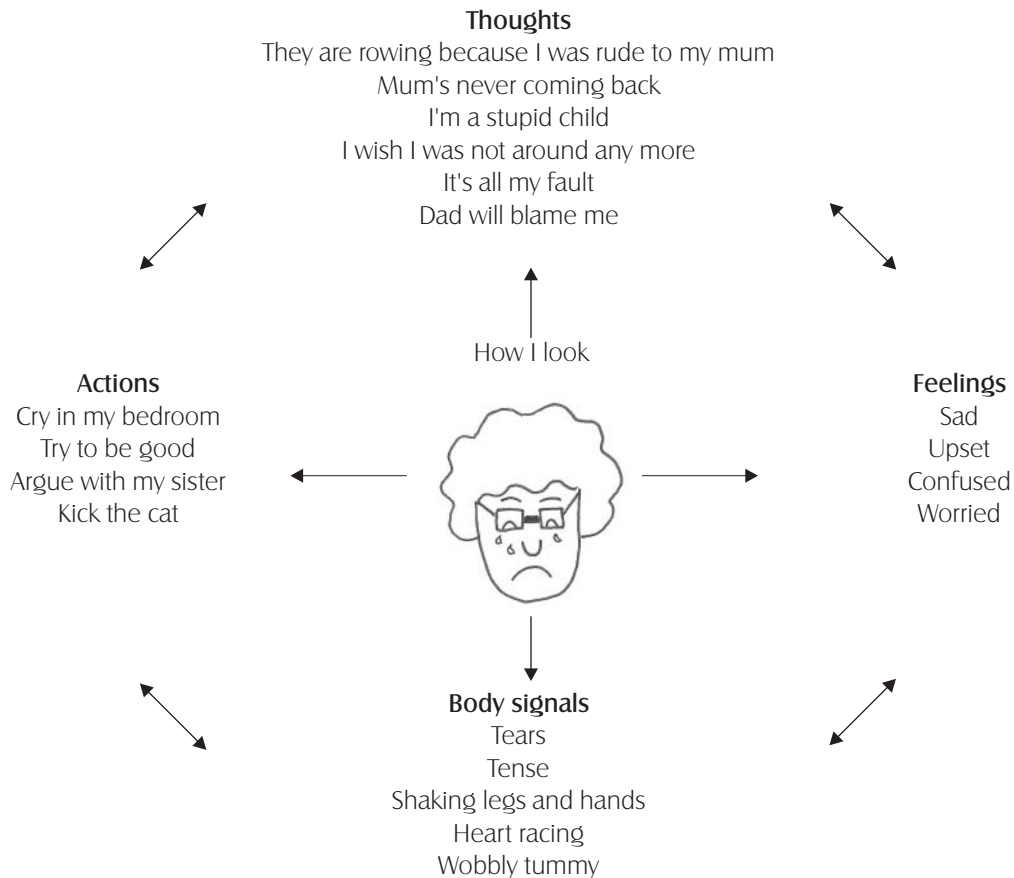 Thoughts
They are rowing because I was rude to my mum
Mum's never coming back
I'm a stupid child
I wish I was not around any more
It's all my fault
Dad will blame me
How I look
Actions
Cry in my bedroom
Try to be good
Argue with my sister
Kick the cat
Feelings
Sad
Upset
Confused
Worried
Body signals
Tears
Tense
Shaking legs and hands
Heart racing
Wobbly tummy